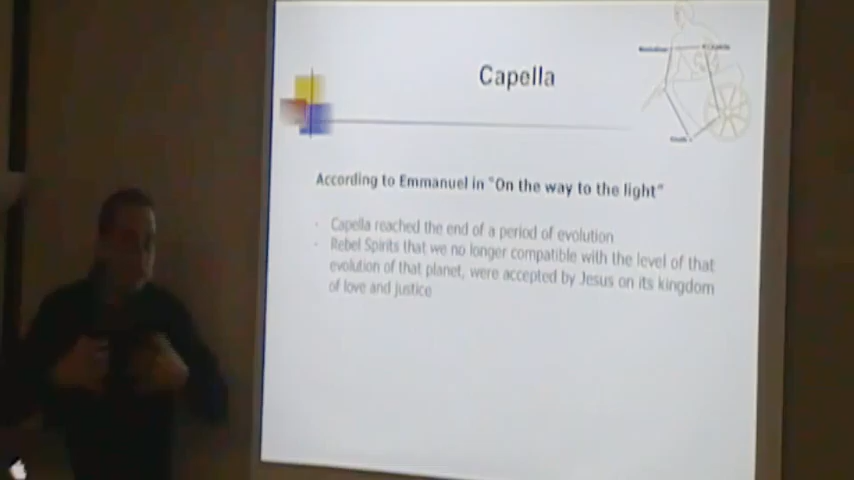 Capella
According to Emmanuel in "On the way to the light"
- Capella reached the end of a period of evolution
- Rebel Spirits that we no longer compatible with the level of that
evolution of that planet, were accepted by Jesus on its kingdom
of love and justice